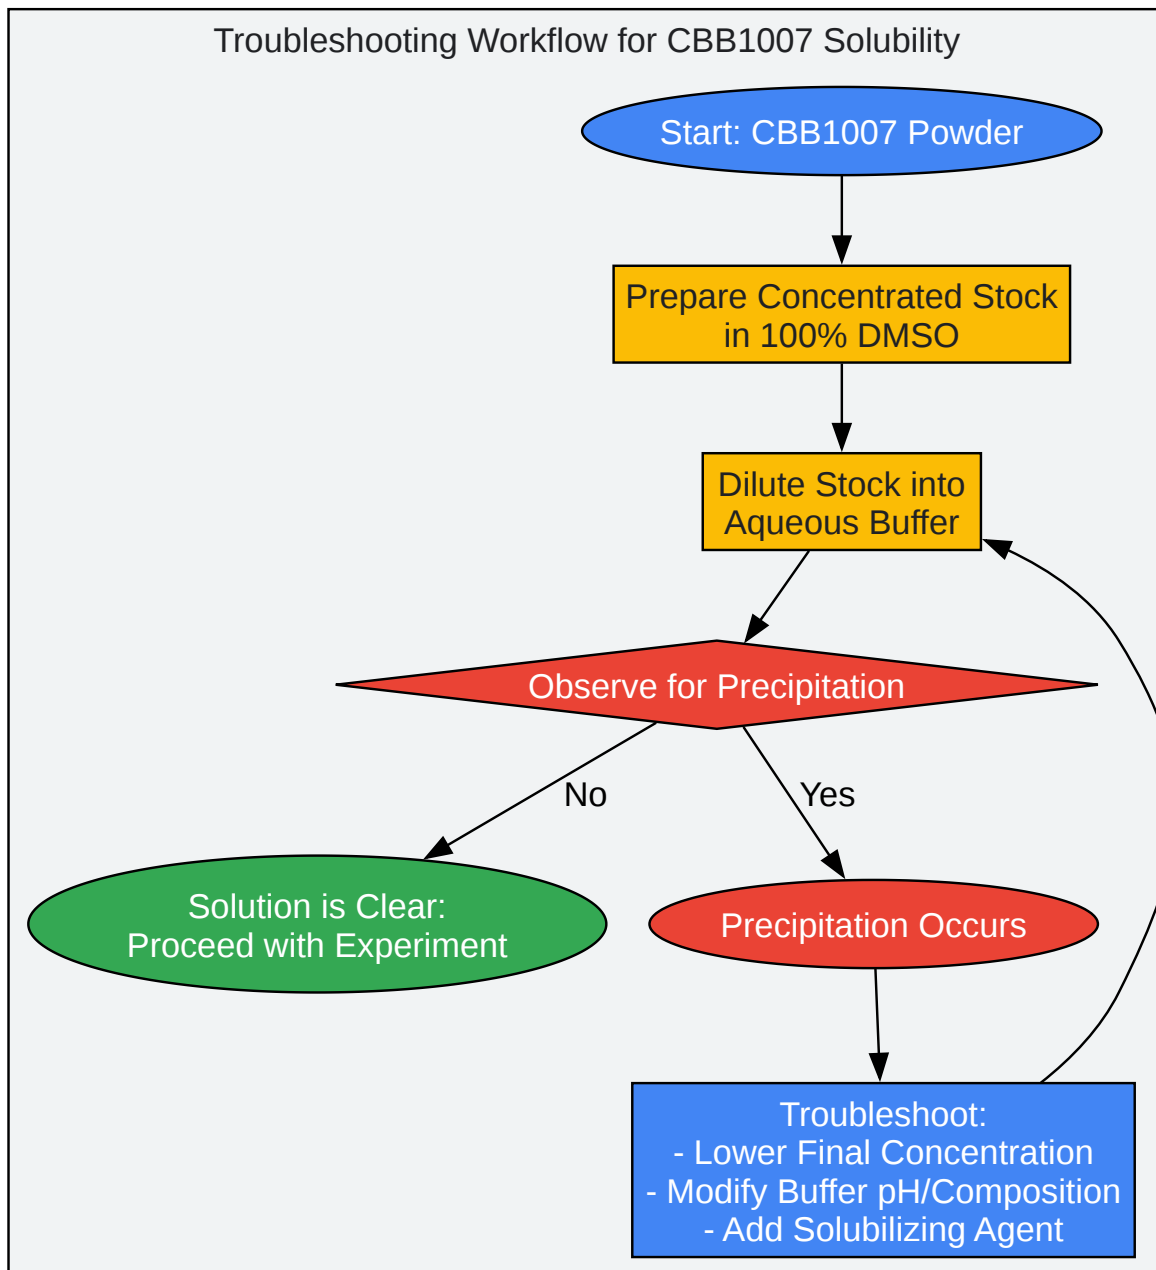 Troubleshooting Workflow for CBB1007 Solubility
Start: CBB1007 Powder
Prepare Concentrated Stock
in 100% DMSO
Dilute Stock into
Aqueous Buffer
Observe for Precipitation
No
Yes
Solution is Clear:
Proceed with Experiment
Precipitation Occurs
Troubleshoot:
- Lower Final Concentration
- Modify Buffer pH/Composition
- Add Solubilizing Agent